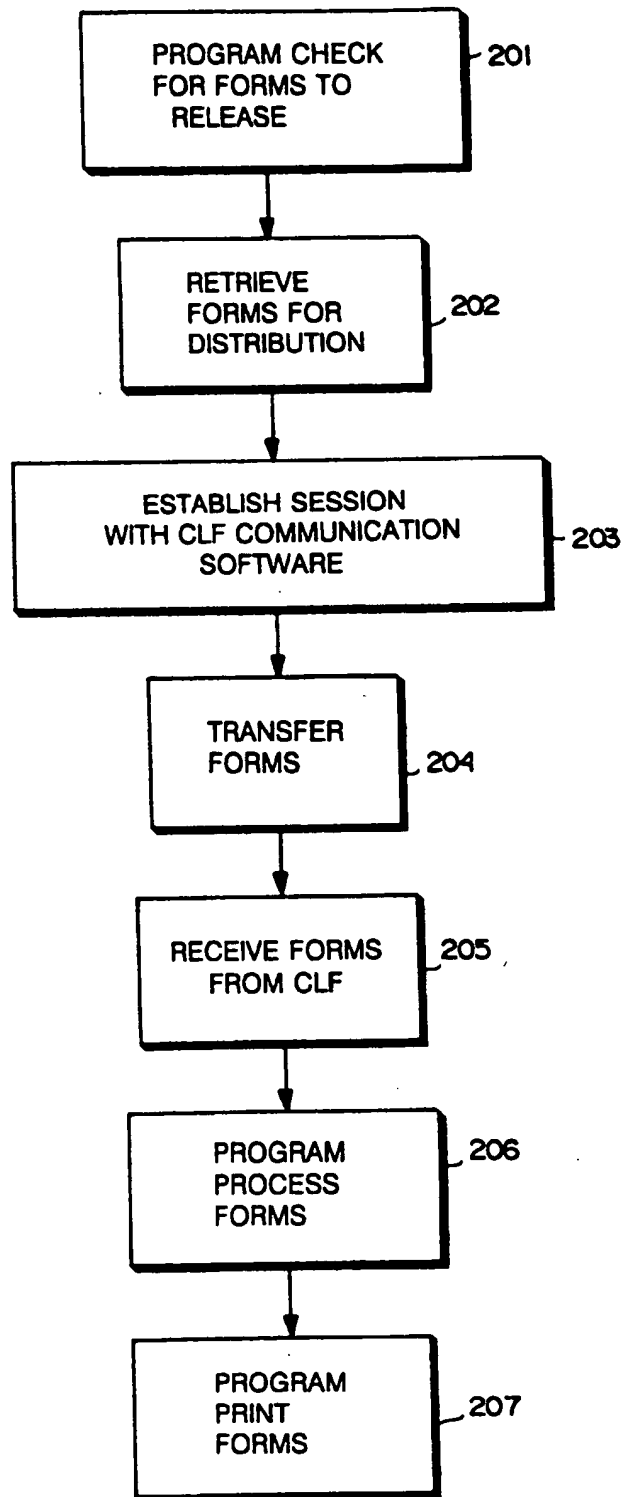 PROGRAM CHECK
FOR FORMS TO
RELEASE
201
RETRIEVE
FORMS FOR
DISTRIBUTION
202
ESTABLISH SESSION
WITH CLF COMMUNICATION
SOFTWARE
203
TRANSFER
FORMS
204
RECEIVE FORMS
FROM CLF
205
PROGRAM
PROCESS
FORMS
206
PROGRAM
PRINT
FORMS
207